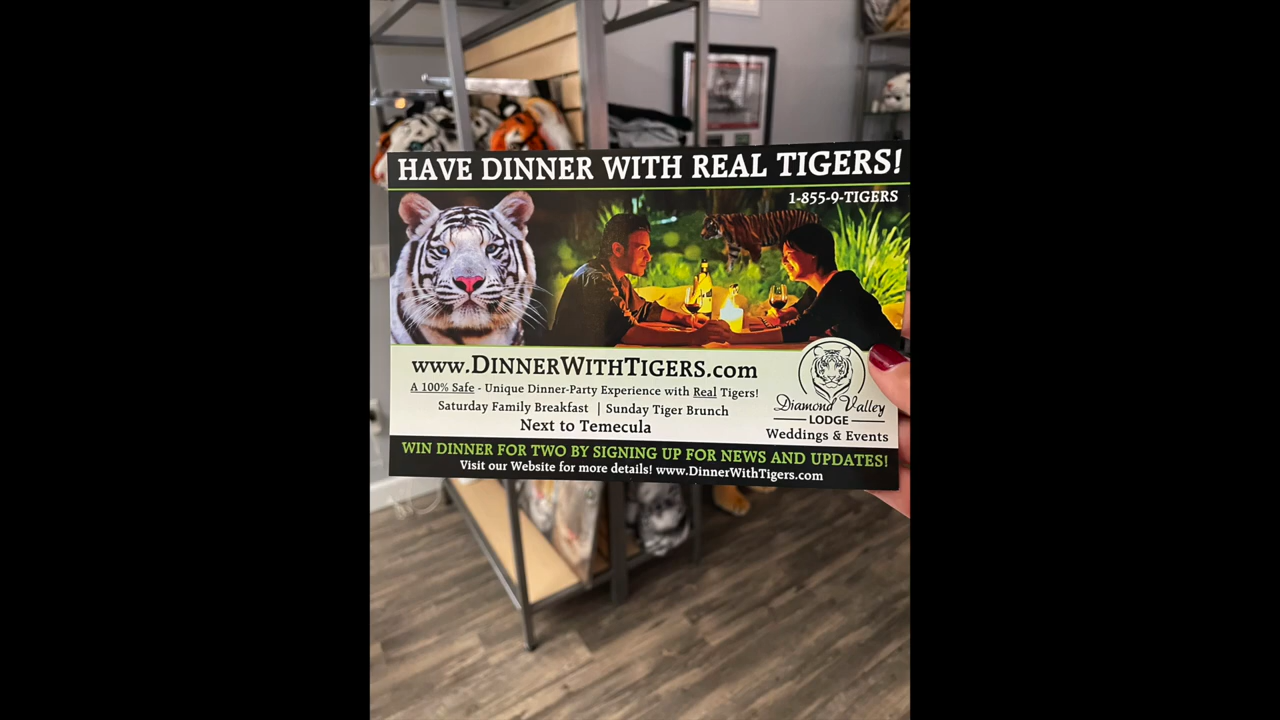 HAVE DINNER WITH REAL TIGERS!
1-855-9-TIGERS
www.DINNERWITHTIGERS.com
A 100% Safe - Unique Dinner-Party Experience with Real Tigers!
Saturday Family Breakfast | Sunday Tiger Brunch
Next to Temecula
Diamond Valley
LODGE
Weddings & Events
WIN DINNER FOR TWO BY SIGNING UP FOR NEWS AND UPDATES!
Visit our Website for more details! www.DinnerWithTigers.com